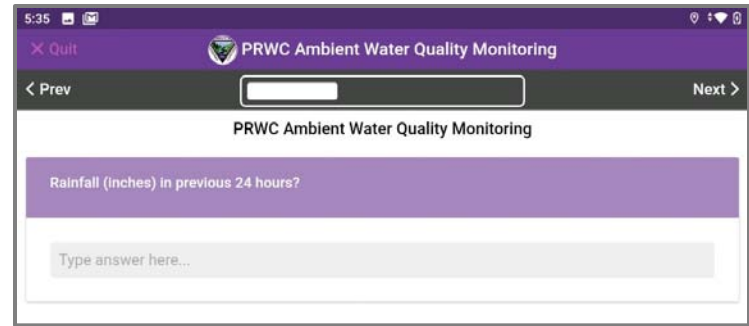 5:35
X Quit
PRWC Ambient Water Quality Monitoring
< Prev
Next >
PRWC Ambient Water Quality Monitoring
Rainfall (inches) in previous 24 hours?
Type answer here...